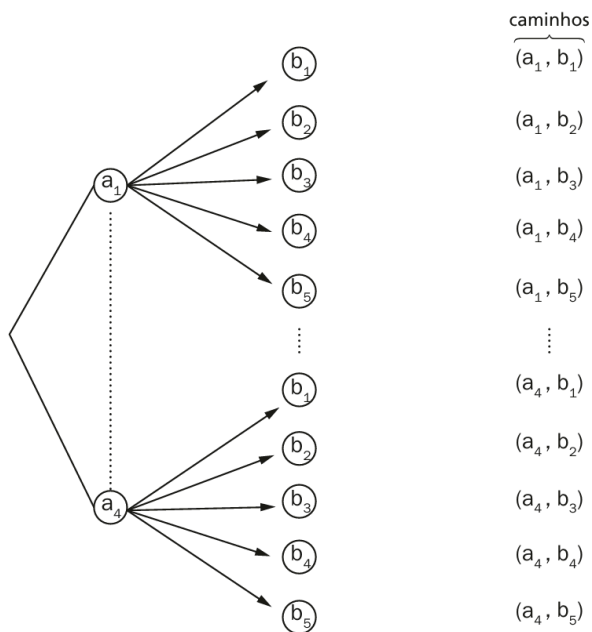 caminhos
b₁ (a₁, b₁)
b₂ (a₁, b₂)
a₁ b₃ (a₁, b₃)
b₄ (a₁, b₄)
b₅ (a₁, b₅)
b₁ (a₄, b₁)
b₂ (a₄, b₂)
a₄ b₃ (a₄, b₃)
b₄ (a₄, b₄)
b₅ (a₄, b₅)